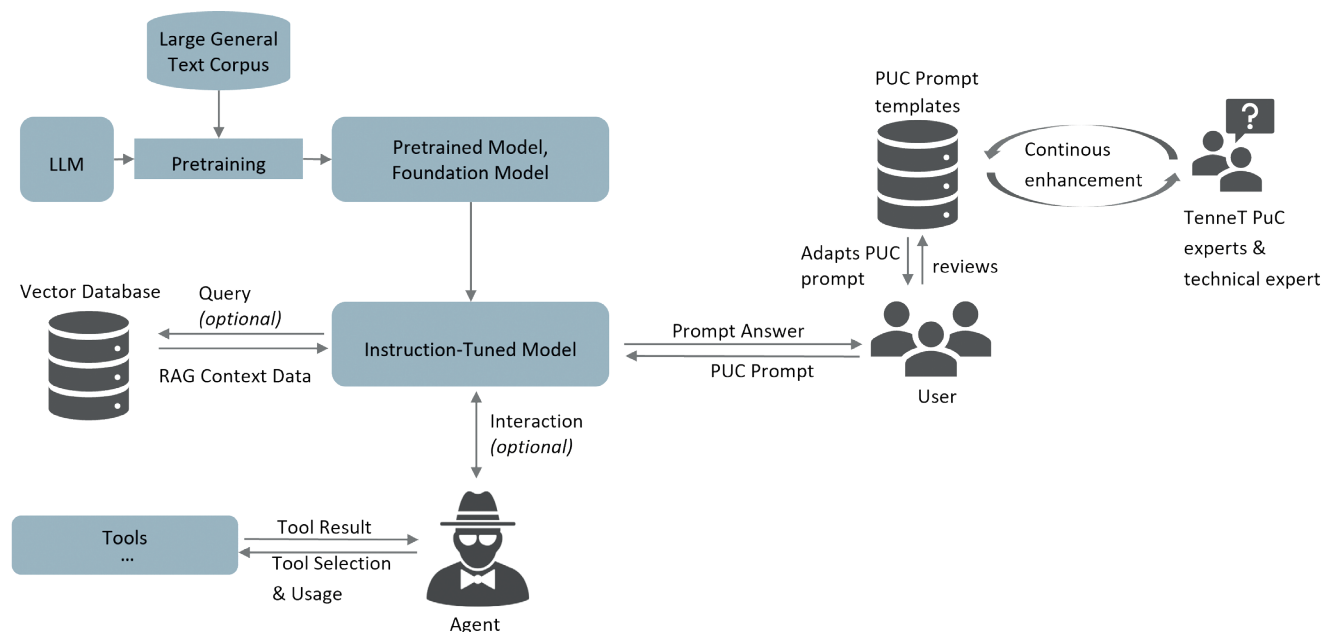 Large General
Text Corpus
LLM
Pretraining
Pretrained Model,
Foundation Model
PUC Prompt
templates
?
Continous
enhancement
TenneT PuC
experts &
technical expert
Adapts PUC
prompt
reviews
Vector Database
Query
(optional)
RAG Context Data
Instruction-Tuned Model
Prompt Answer
PUC Prompt
User
Interaction
(optional)
Tools
...
Tool Result
Tool Selection
& Usage
Agent